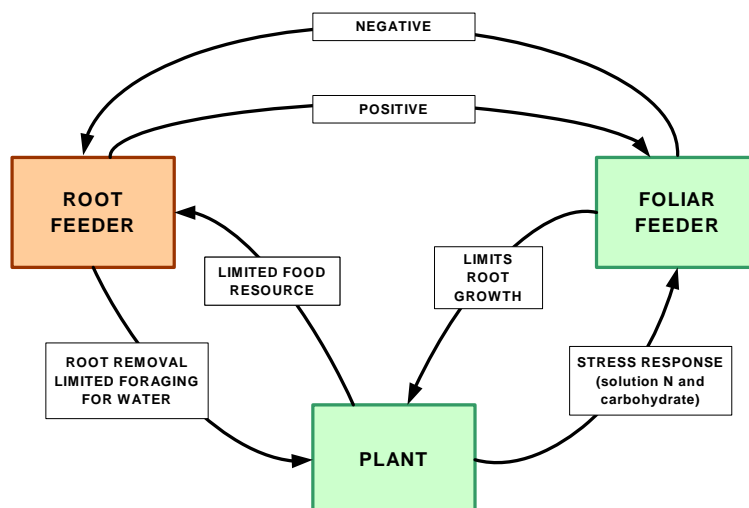 NEGATIVE
POSITIVE
ROOT
FEEDER
FOLIAR
FEEDER
LIMITED FOOD
RESOURCE
LIMITS
ROOT
GROWTH
ROOT REMOVAL
LIMITED FORAGING
FOR WATER
STRESS RESPONSE
(solution N and
carbohydrate)
PLANT